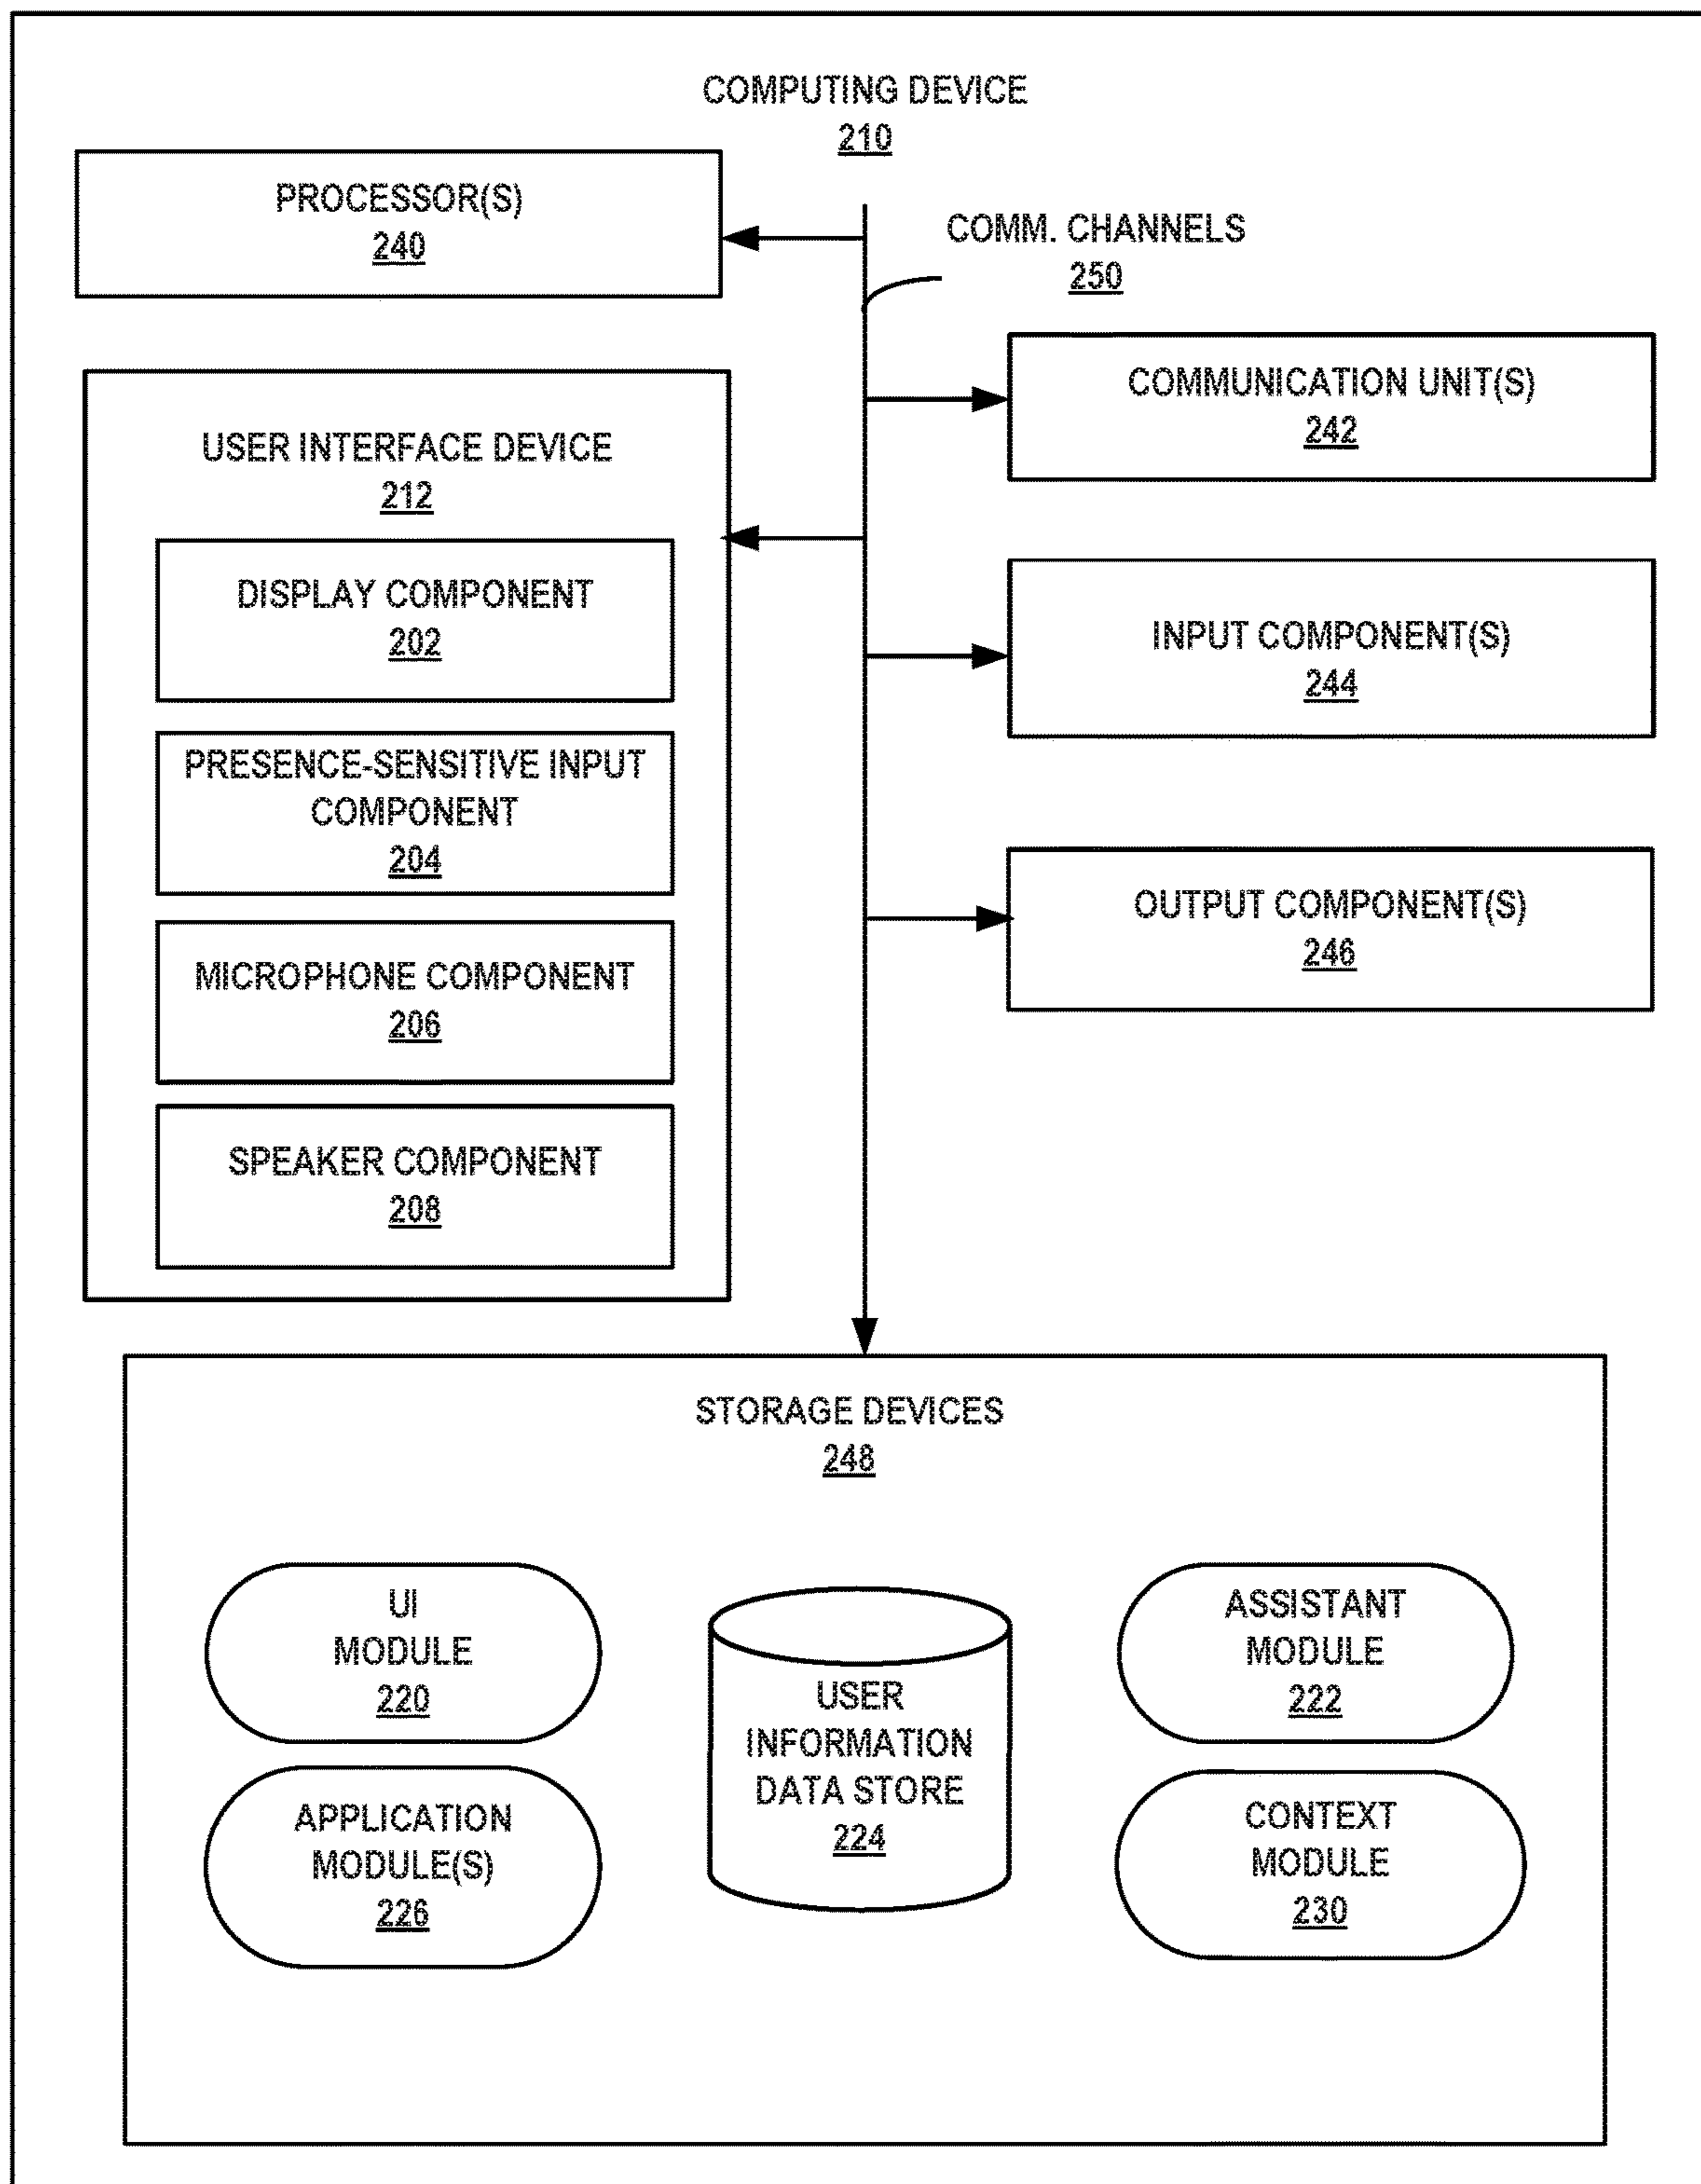 COMPUTING DEVICE
210
PROCESSOR(S)
240
COMM. CHANNELS
250
COMMUNICATION UNIT(S)
242
USER INTERFACE DEVICE
212
DISPLAY COMPONENT
202
INPUT COMPONENT(S)
244
PRESENCE-SENSITIVE INPUT
COMPONENT
204
OUTPUT COMPONENT(S)
246
MICROPHONE COMPONENT
206
SPEAKER COMPONENT
208
STORAGE DEVICES
248
UI
MODULE
220
USER
INFORMATION
DATA STORE
224
ASSISTANT
MODULE
222
APPLICATION
MODULE(S)
226
CONTEXT
MODULE
230